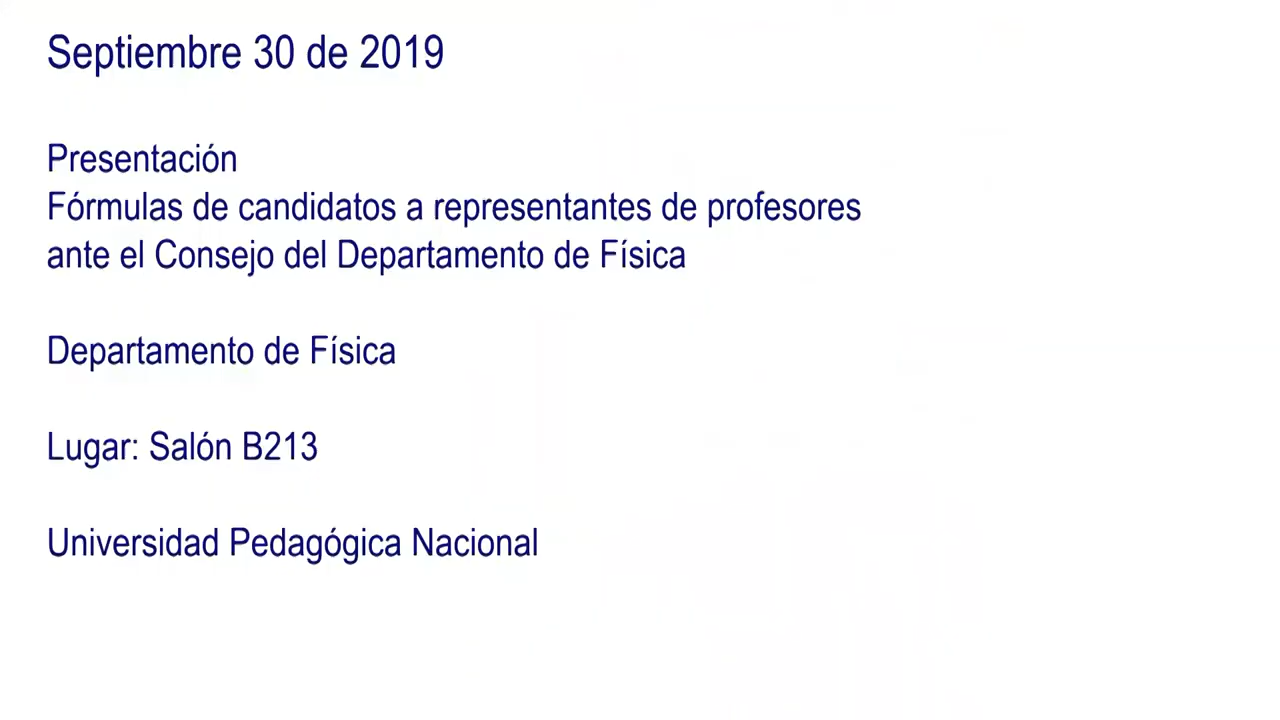 Septiembre 30 de 2019
Presentación
Fórmulas de candidatos a representantes de profesores
ante el Consejo del Departamento de Física
Departamento de Física
Lugar: Salón B213
Universidad Pedagógica Nacional